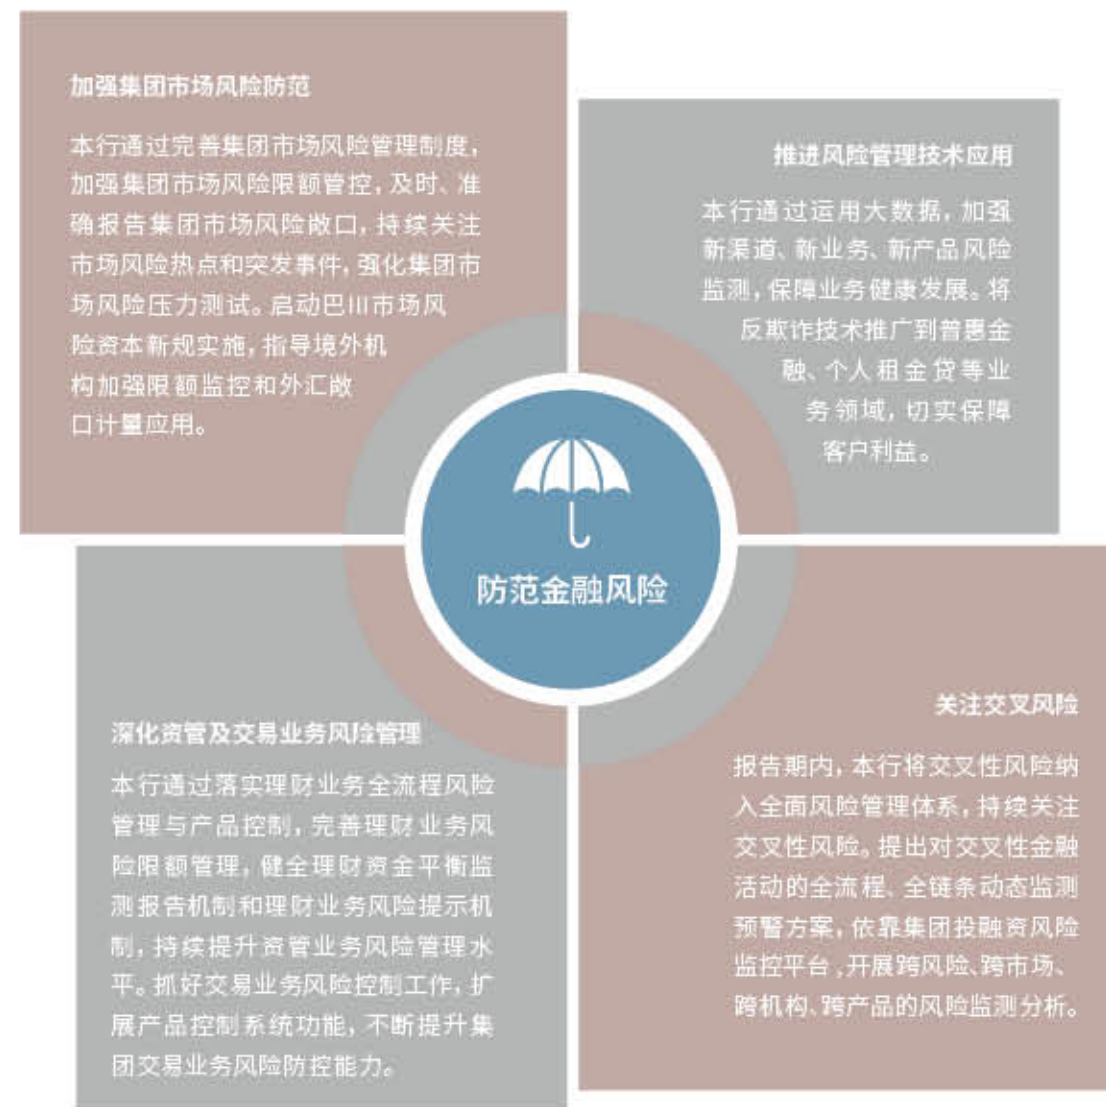 加强集团市场风险防范
本行通过完善集团市场风险管理制度，
加强集团市场风险限额管控，及时、准
确报告集团市场风险敞口，持续关注
市场风险热点和突发事件，强化集团市
场风险压力测试。启动巴III市场风
险资本新规实施，指导境外机
构加强限额监控和外汇敞
口计量应用。
推进风险管理技术应用
本行通过运用大数据，加强
新渠道、新业务、新产品风险
监测，保障业务健康发展。将
反欺诈技术推广到普惠金
融、个人租金贷等业
务领域，切实保障
客户利益。
防范金融风险
深化资管及交易业务风险管理
本行通过落实理财业务全流程风险
管理与产品控制，完善理财业务风
险限额管理，健全理财资金平衡监
测报告机制和理财业务风险提示机
制，持续提升资管业务风险管理水
平。抓好交易业务风险控制工作，扩
展产品控制系统功能，不断提升集
团交易业务风险防控能力。
关注交叉风险
报告期内，本行将交叉性风险纳
入全面风险管理体系，持续关注
交叉性风险。提出对交叉性金融
活动的全流程、全链条动态监测
预警方案，依靠集团投融资风险
监控平台，开展跨风险、跨市场、
跨机构、跨产品的风险监测分析。